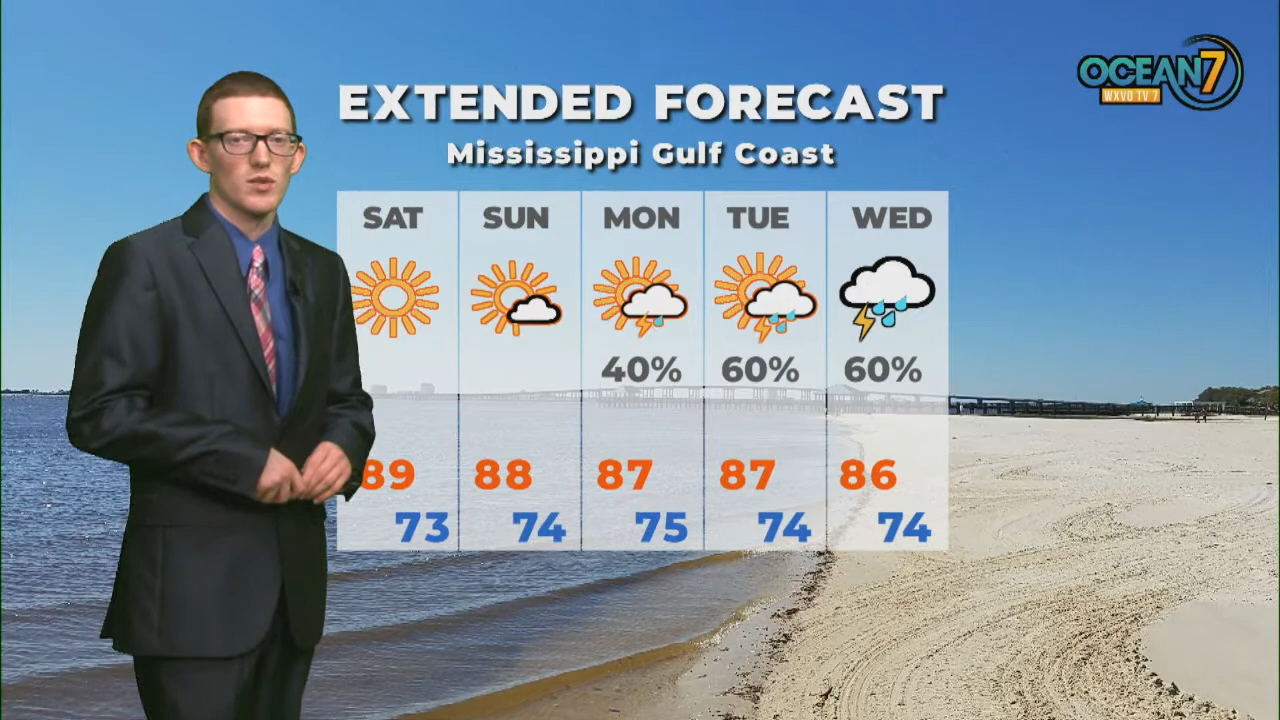 OCEAN7
WXVO TV 7
EXTENDED FORECAST
Mississippi Gulf Coast
SAT SUN MON TUE WED
40% 60% 60%
89 88 87 87 86
73 74 75 74 74